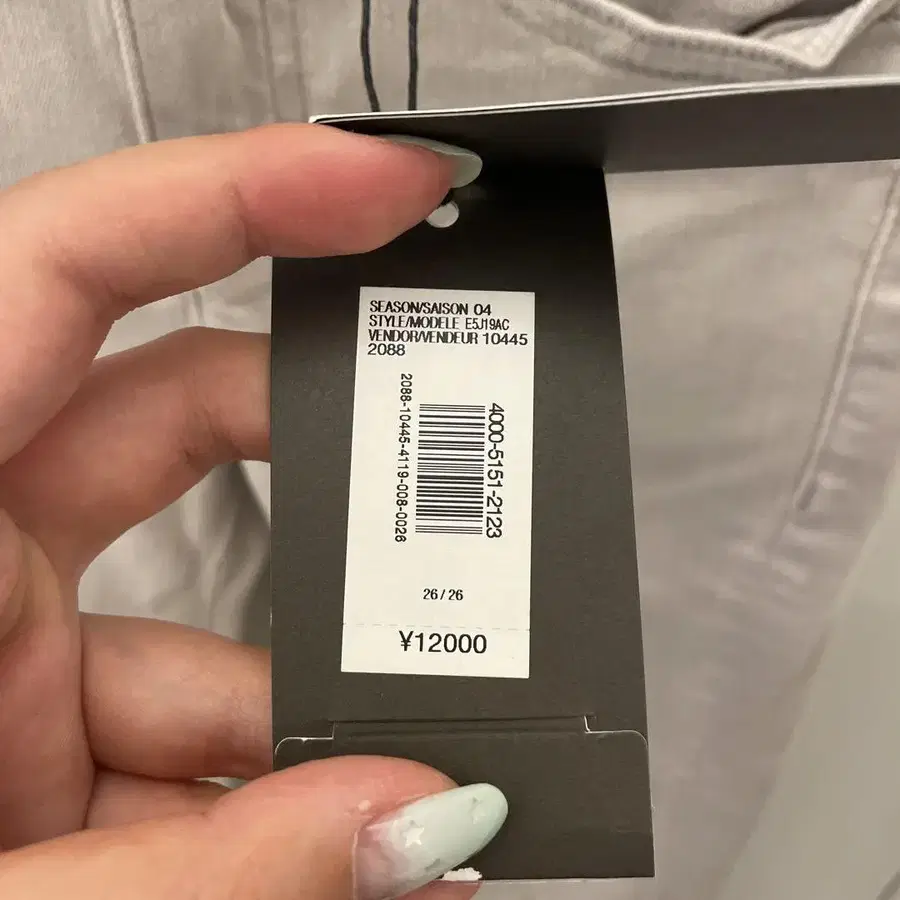 SEASON/SAISON 04
STYLE/MODELE E5J19AC
VENDOR/VENDEUR 10445
2088
4000-5151-2123
2088-10445-4119-008-0026
26 / 26
¥12000